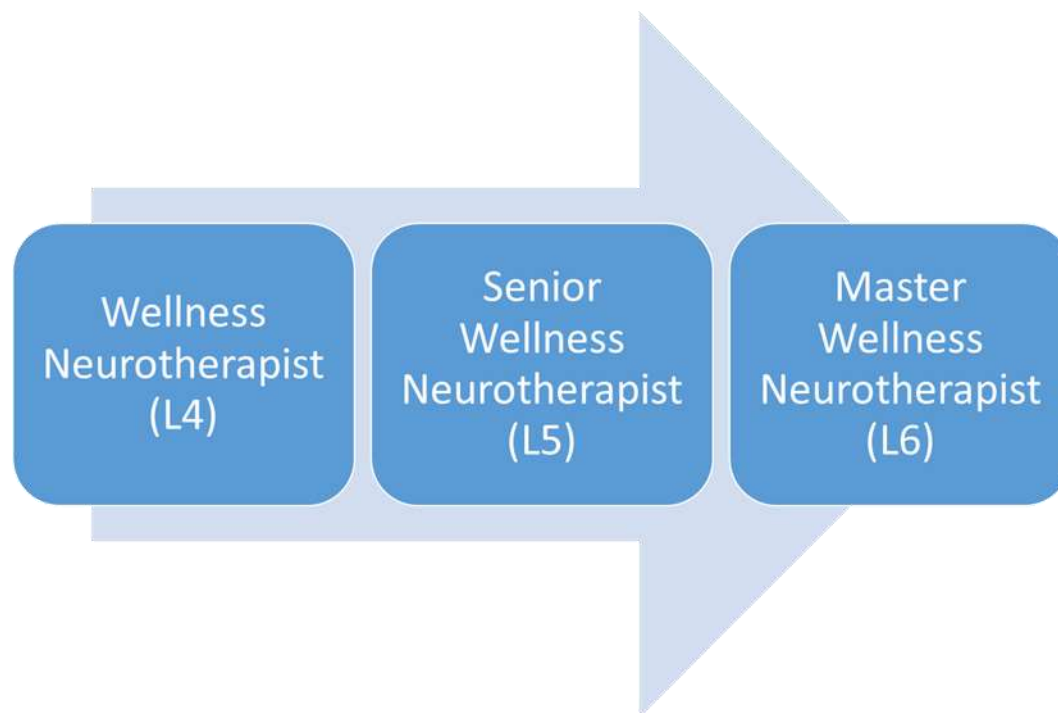 Wellness
Neurotherapist
(L4)
Senior
Wellness
Neurotherapist
(L5)
Master
Wellness
Neurotherapist
(L6)